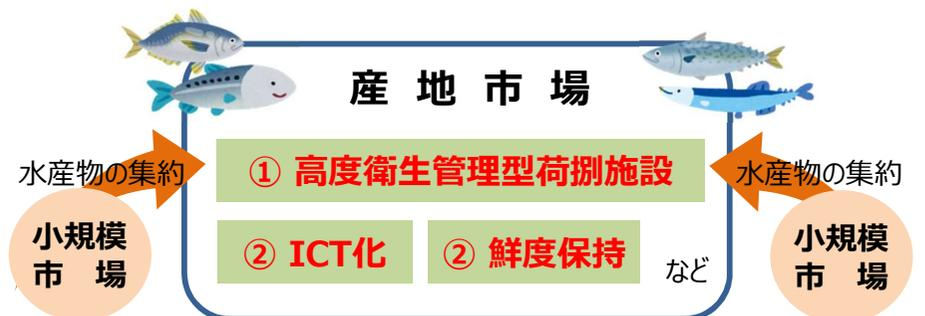 産 地 市 場
水産物の集約
① 高度衛生管理型荷捌施設
水産物の集約
小規模
市 場
② ICT化
② 鮮度保持
など
小規模
市 場